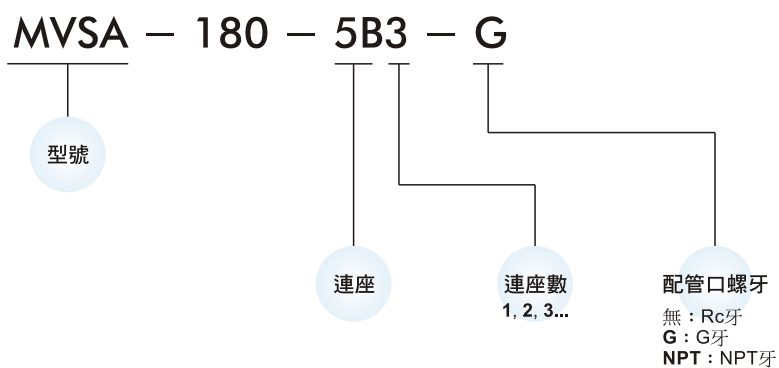 MVSA — 180 — 5B3 — G
型號
連座
連座數
1, 2, 3...
配管口螺牙
無：Rc牙
G：G牙
NPT：NPT牙